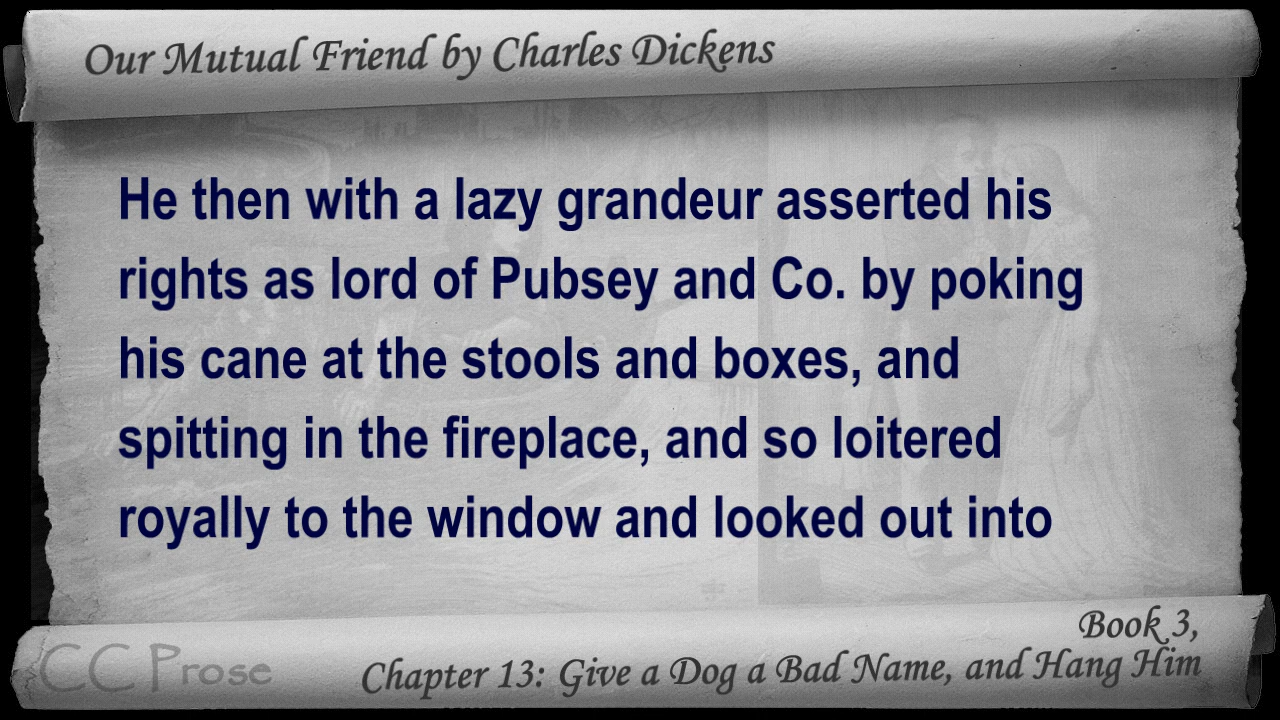 Our Mutual Friend by Charles Dickens
He then with a lazy grandeur asserted his
rights as lord of Pubsey and Co. by poking
his cane at the stools and boxes, and
spitting in the fireplace, and so loitered
royally to the window and looked out into
Book 3,
Chapter 13: Give a Dog a Bad Name, and Hang Him
CC Prose